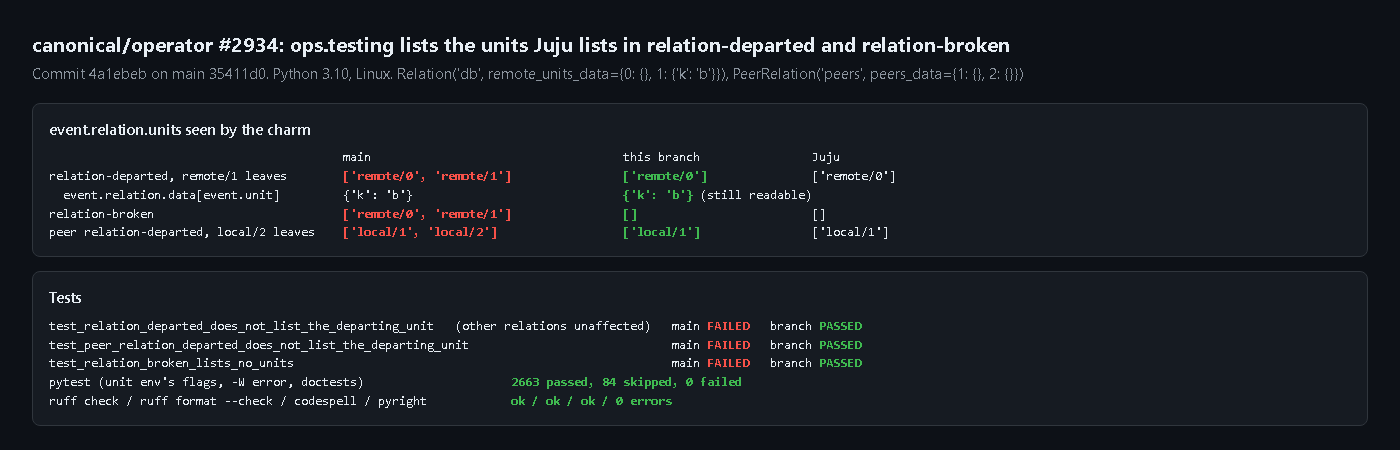 canonical/operator #2934: ops.testing lists the units Juju lists in relation-departed and relation-broken
Commit 4a1ebeb on main 35411d0. Python 3.10, Linux. Relation('db', remote_units_data={0: {}, 1: {'k': 'b'}}), PeerRelation('peers', peers_data={1: {}, 2: {}})
event.relation.units seen by the charm
main this branch Juju
relation-departed, remote/1 leaves ['remote/0', 'remote/1'] ['remote/0'] ['remote/0']
event.relation.data[event.unit] {'k': 'b'} {'k': 'b'} (still readable)
relation-broken ['remote/0', 'remote/1'] [] []
peer relation-departed, local/2 leaves ['local/1', 'local/2'] ['local/1'] ['local/1']
Tests
test_relation_departed_does_not_list_the_departing_unit (other relations unaffected) main FAILED branch PASSED
test_peer_relation_departed_does_not_list_the_departing_unit main FAILED branch PASSED
test_relation_broken_lists_no_units main FAILED branch PASSED
pytest (unit env's flags, -W error, doctests) 2663 passed, 84 skipped, 0 failed
ruff check / ruff format --check / codespell / pyright ok / ok / ok / 0 errors